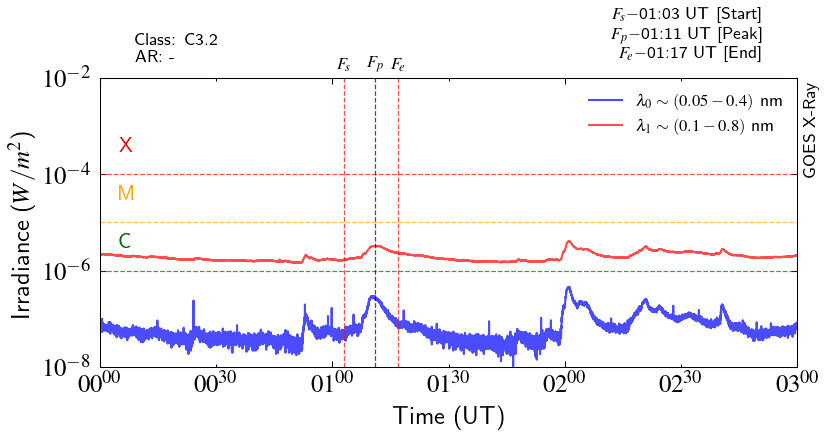 Fs−01:03 UT [Start]
Class: C3.2
Fp−01:11 UT [Peak]
AR: -
Fe−01:17 UT [End]
Fs Fp Fe
10⁻²
λ₀ ∼ (0.05 − 0.4) nm
λ₁ ∼ (0.1 − 0.8) nm
GOES X-Ray
X
10⁻⁴
M
C
10⁻⁶
10⁻⁸
Irradiance (W/m²)
00⁰⁰ 00³⁰ 01⁰⁰ 01³⁰ 02⁰⁰ 02³⁰ 03⁰⁰
Time (UT)